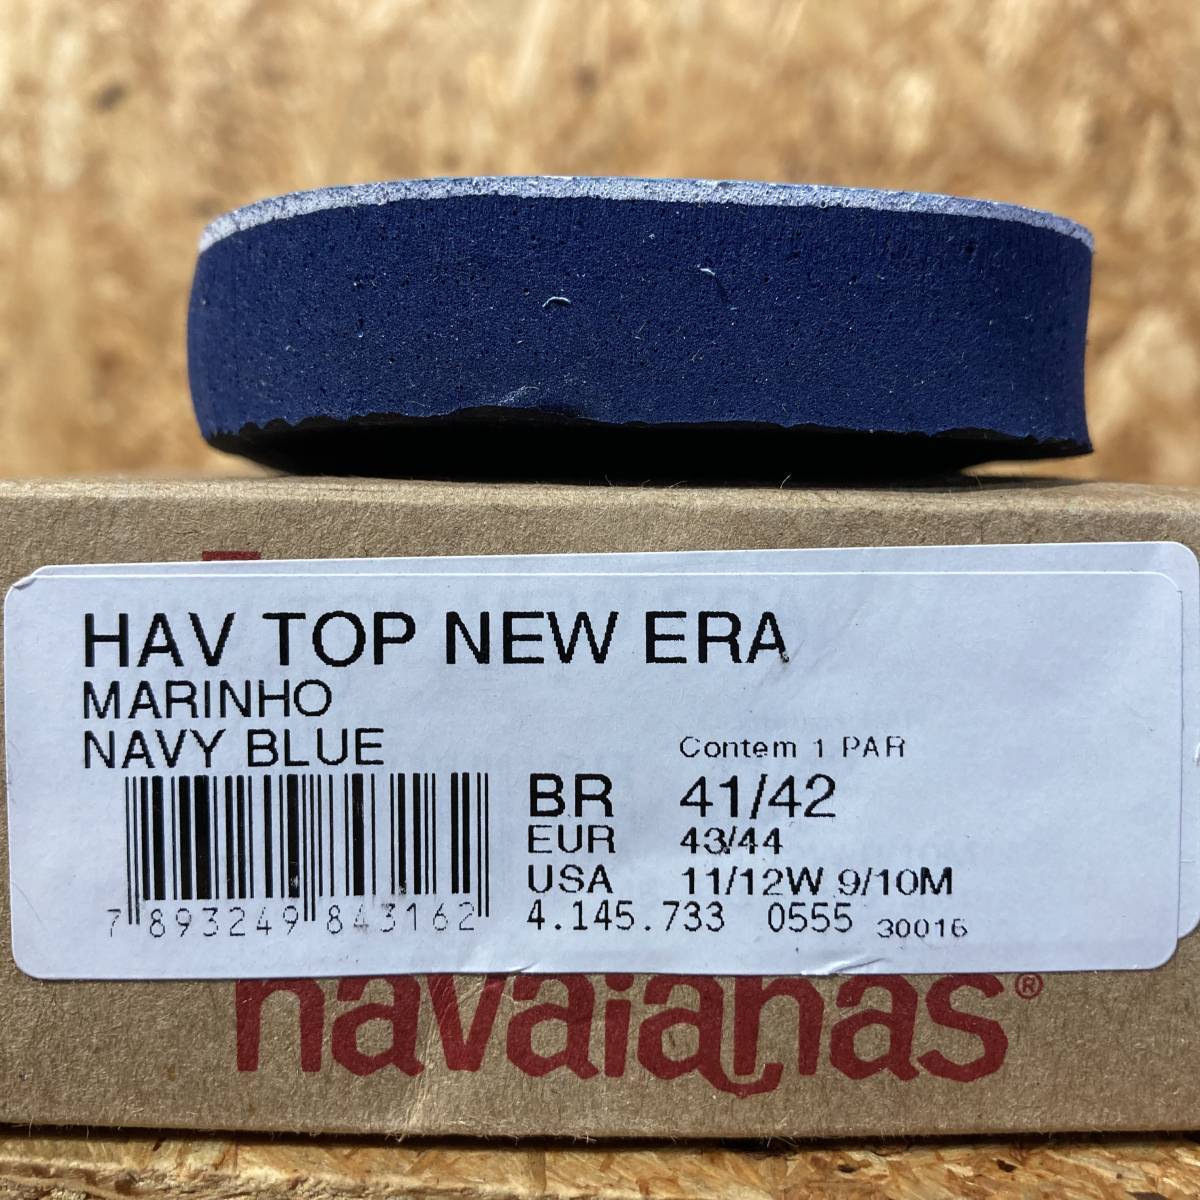 HAV TOP NEW ERA
MARINHO
NAVY BLUE
Contem 1 PAR
BR 41/42
EUR 43/44
USA 11/12W 9/10M
7 893249 843162
4.145.733 0555 30016
havaianas®